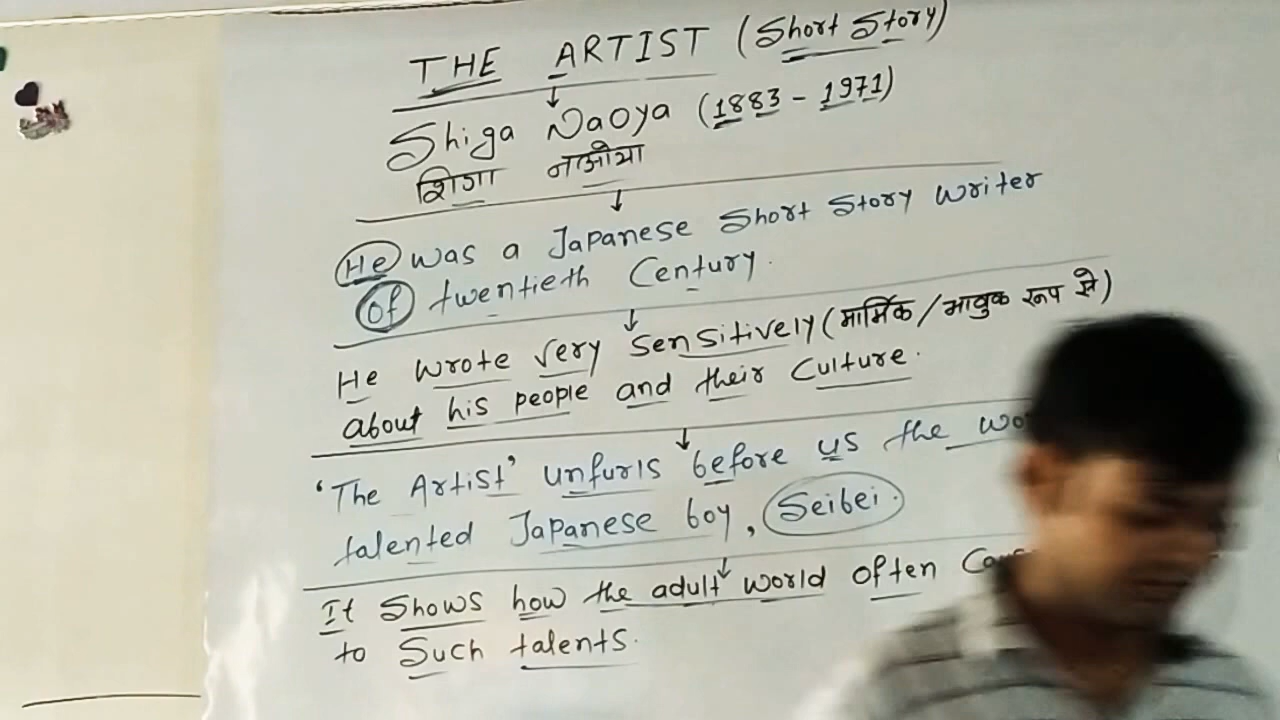 THE ARTIST (Short Story)
Shiga Naoya (1883 - 1971)
शिगा नओया
He was a Japanese Short Story writer
of twentieth Century.
He wrote very sensitively (मार्मिक/भावुक रूप से)
about his people and their Culture.
'The Artist' unfurls before us the
talented Japanese boy, Seibei.
It Shows how the adult world often
to Such talents.